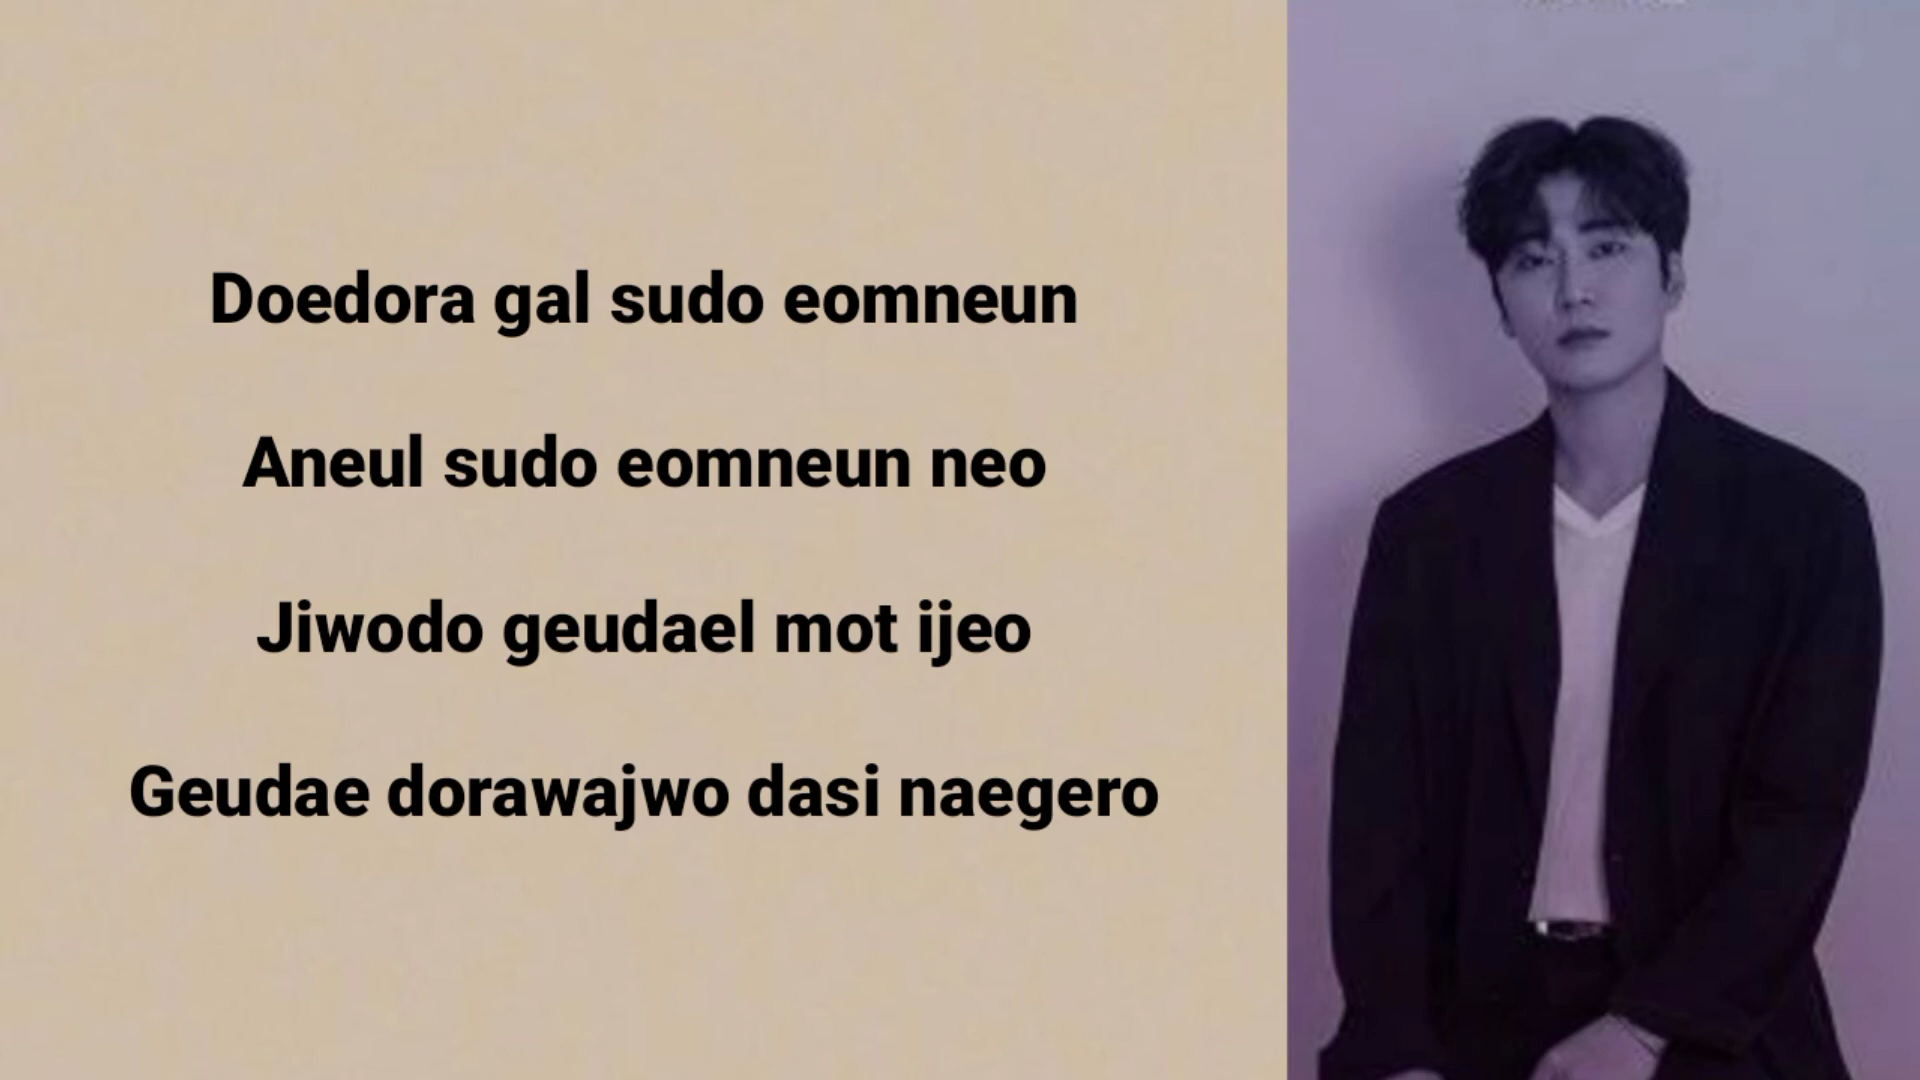 Doedora gal sudo eomneun
Aneul sudo eomneun neo
Jiwodo geudael mot ijeo
Geudae dorawajwo dasi naegero